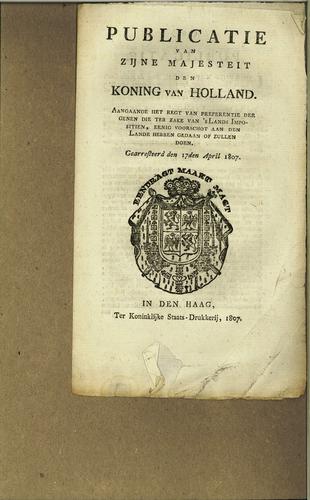 PUBLICATIE
VAN
ZIJNE MAJESTEIT
DEN
KONING VAN HOLLAND.
AANGAANDE HET REGT VAN PREFERENTIE DER
GENEN DIE TER ZAKE VAN 'SLANDS IMPO-
SITIEN, EENIG VOORSCHOT AAN DEN
LANDE HEBBEN GEDAAN OF ZULLEN
DOEN.
Gearresteerd den 17den April 1807.
EENDRAGT MAAKT MAGT
IN DEN HAAG,
Ter Koninklijke Staats-Drukkerij, 1807.